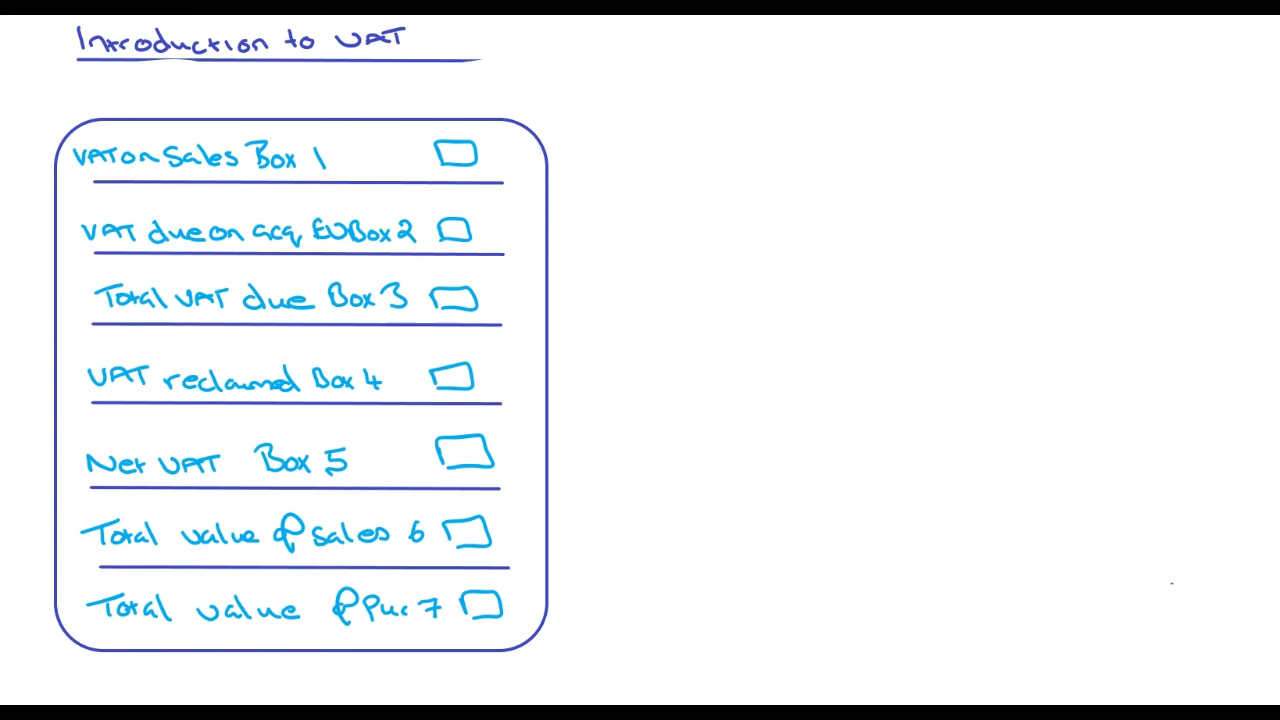 Introduction to VAT
VAT on Sales Box 1
VAT due on acq EU Box 2
Total VAT due Box 3
VAT reclaimed Box 4
Net VAT Box 5
Total value of sales 6
Total value of Pur 7